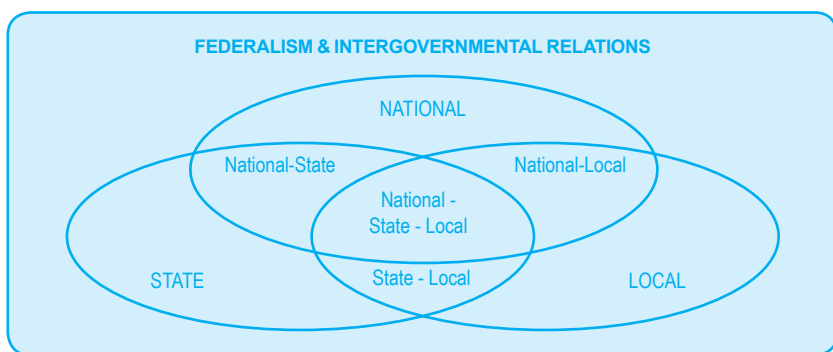 FEDERALISM & INTERGOVERNMENTAL RELATIONS
NATIONAL
National-State
National-Local
National -
State - Local
STATE
State - Local
LOCAL